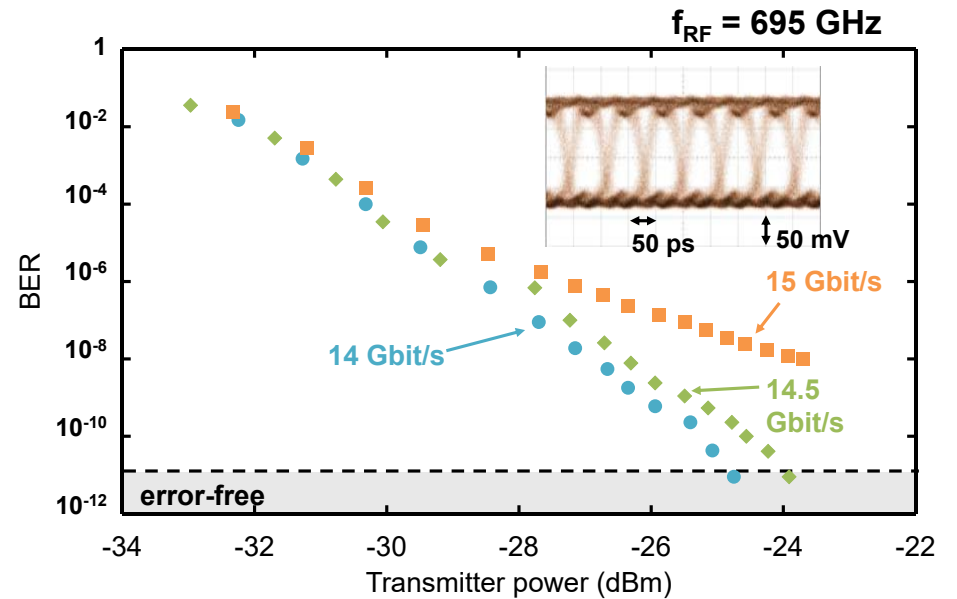 f_RF = 695 GHz
1
10^-2
10^-4
10^-6
10^-8
10^-10
10^-12
BER
50 ps
50 mV
15 Gbit/s
14 Gbit/s
14.5
Gbit/s
error-free
-34 -32 -30 -28 -26 -24 -22
Transmitter power (dBm)